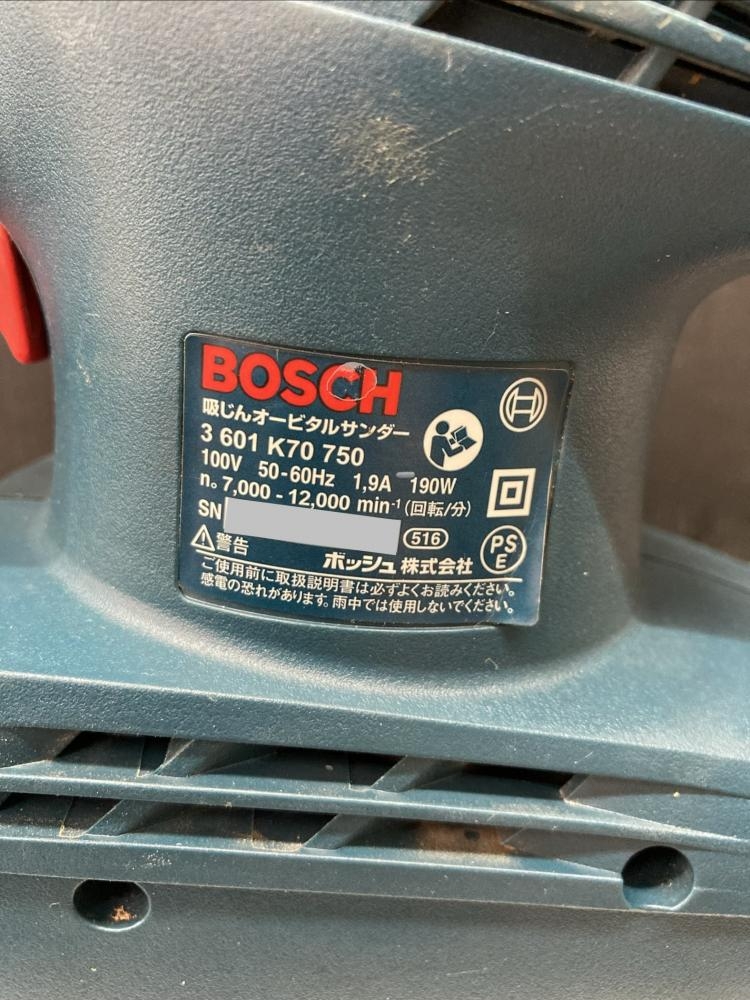 BOSCH
吸じんオービタルサンダー
3 601 K70 750
100V 50-60Hz 1,9A 190W
n₀ 7,000 - 12,000 min⁻¹ (回転/分)
SN 516
警告 ボッシュ 株式会社
PS
E
ご使用前に取扱説明書は必ずよくお読みください。
感電の恐れがあります。雨中では使用しないでください。